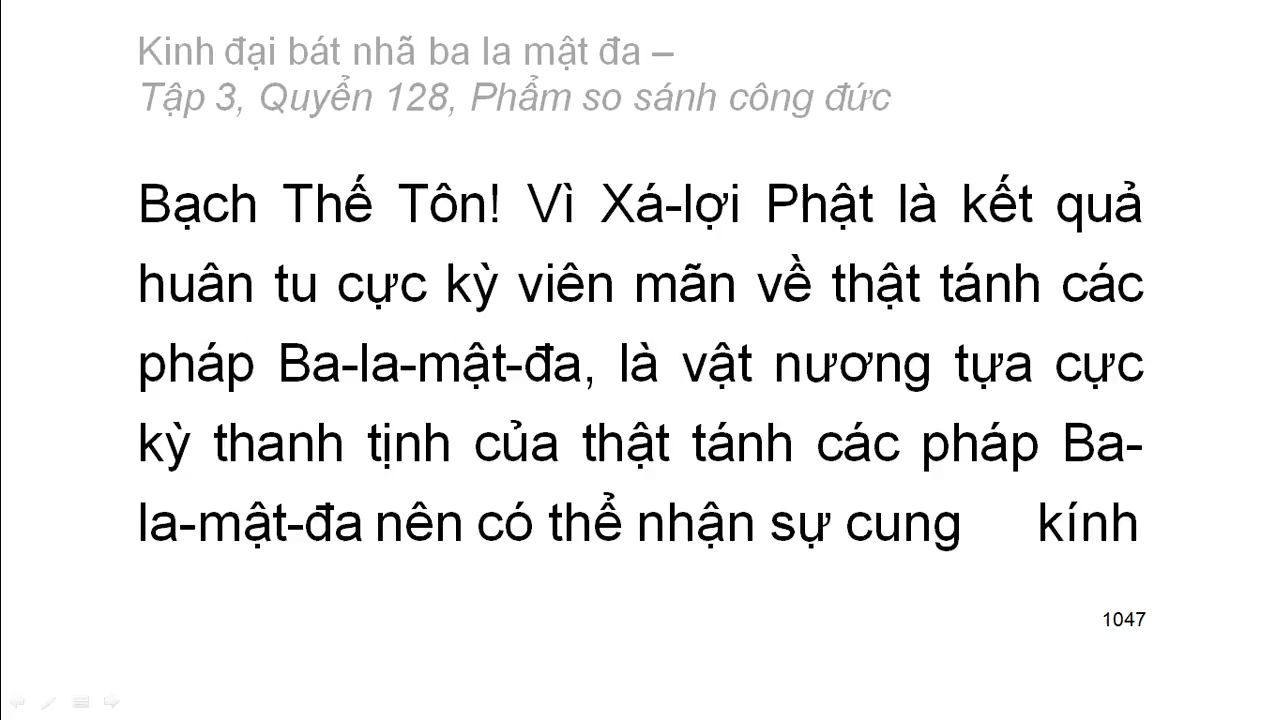 Kinh đại bát nhã ba la mật đa –
Tập 3, Quyển 128, Phẩm so sánh công đức
Bạch Thế Tôn! Vì Xá-lợi Phật là kết quả
huân tu cực kỳ viên mãn về thật tánh các
pháp Ba-la-mật-đa, là vật nương tựa cực
kỳ thanh tịnh của thật tánh các pháp Ba-
la-mật-đa nên có thể nhận sự cung kính
1047